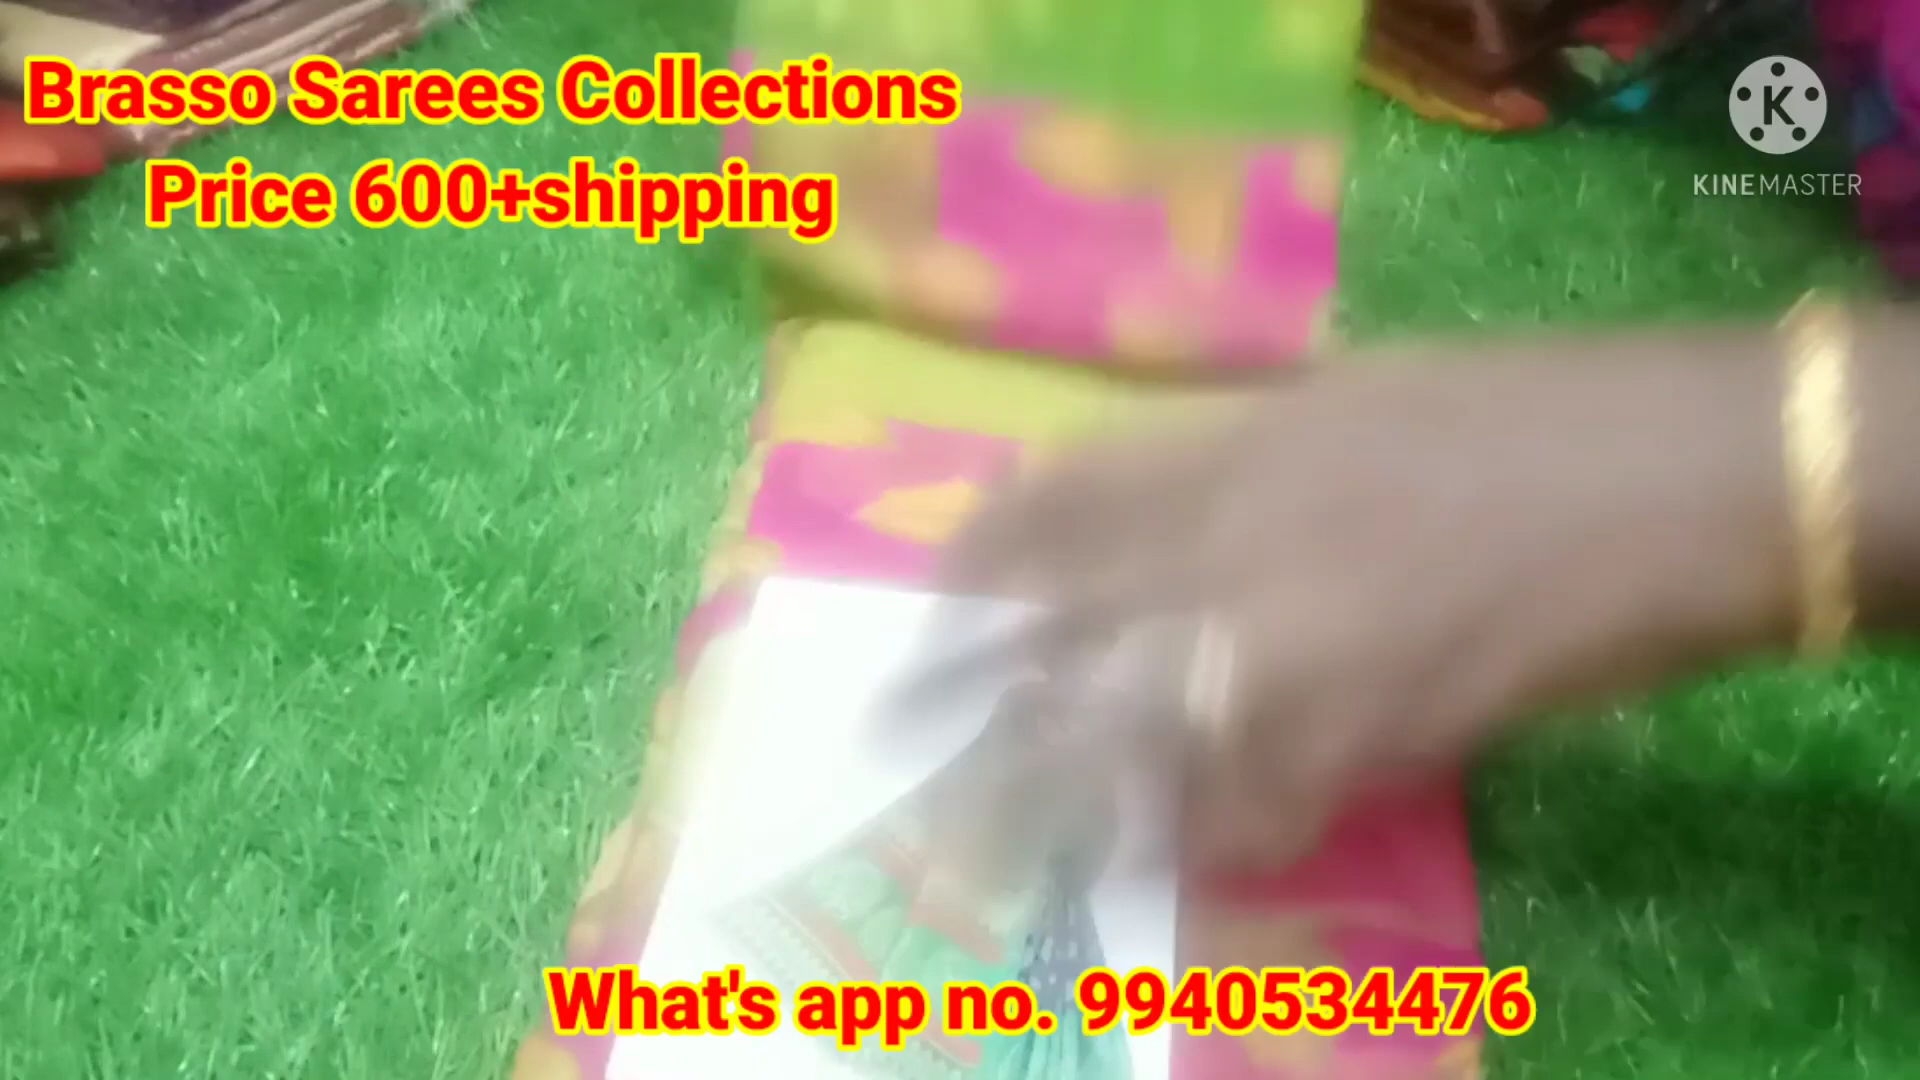 Brasso Sarees Collections
Price 600+shipping
K
KINEMASTER
What's app no. 9940534476